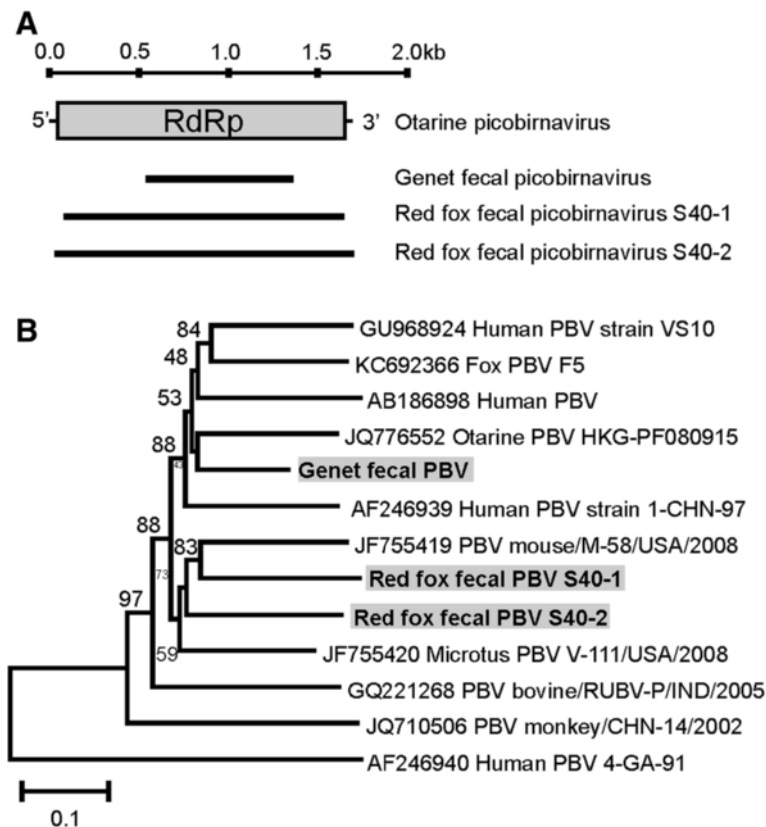 A
0.0 0.5 1.0 1.5 2.0kb
5’ RdRp 3’ Otarine picobirnavirus
Genet fecal picobirnavirus
Red fox fecal picobirnavirus S40-1
Red fox fecal picobirnavirus S40-2
B
84
GU968924 Human PBV strain VS10
48
KC692366 Fox PBV F5
53
AB186898 Human PBV
JQ776552 Otarine PBV HKG-PF080915
88
43
Genet fecal PBV
AF246939 Human PBV strain 1-CHN-97
88
83
JF755419 PBV mouse/M-58/USA/2008
73
Red fox fecal PBV S40-1
97
Red fox fecal PBV S40-2
59
JF755420 Microtus PBV V-111/USA/2008
GQ221268 PBV bovine/RUBV-P/IND/2005
JQ710506 PBV monkey/CHN-14/2002
AF246940 Human PBV 4-GA-91
0.1